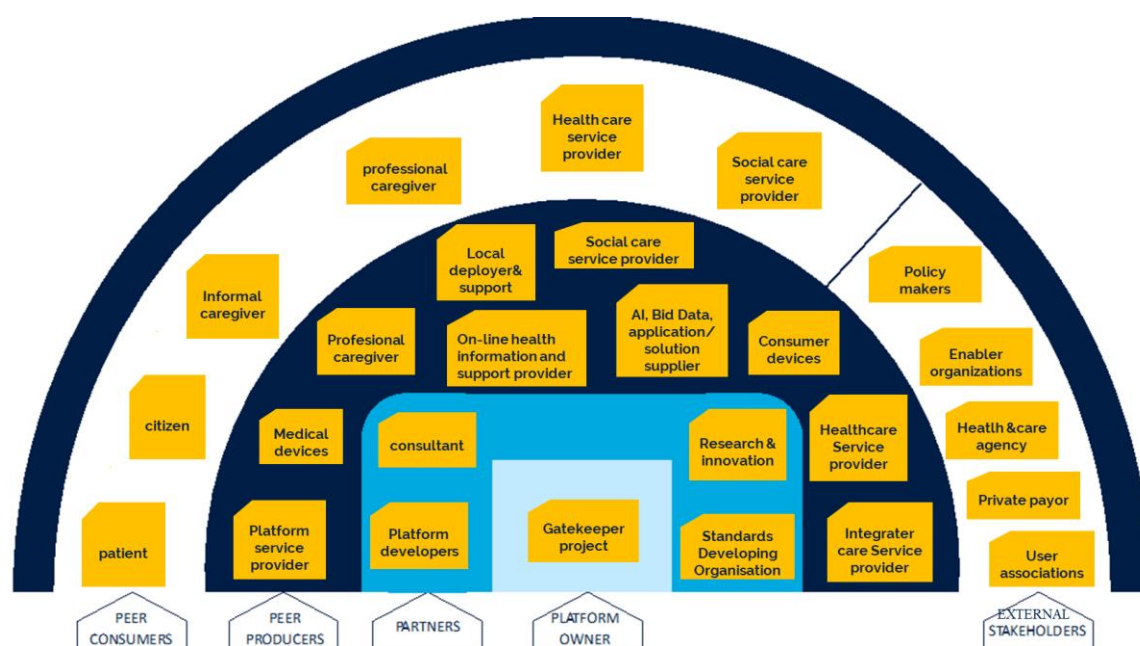 Health care
service
provider
professional
caregiver
Social care
service
provider
Local
deployer&
support
Social care
service provider
Policy
makers
Informal
caregiver
Profesional
caregiver
On-line health
information and
support provider
AI, Bid Data,
application/
solution
supplier
Consumer
devices
Enabler
organizations
citizen
Medical
devices
consultant
Research &
innovation
Healthcare
Service
provider
Heatlh &care
agency
Private payor
patient
Platform
service
provider
Platform
developers
Gatekeeper
project
Standards
Developing
Organisation
Integrater
care Service
provider
User
associations
PEER
CONSUMERS
PEER
PRODUCERS
PARTNERS
PLATFORM
OWNER
EXTERNAL
STAKEHOLDERS